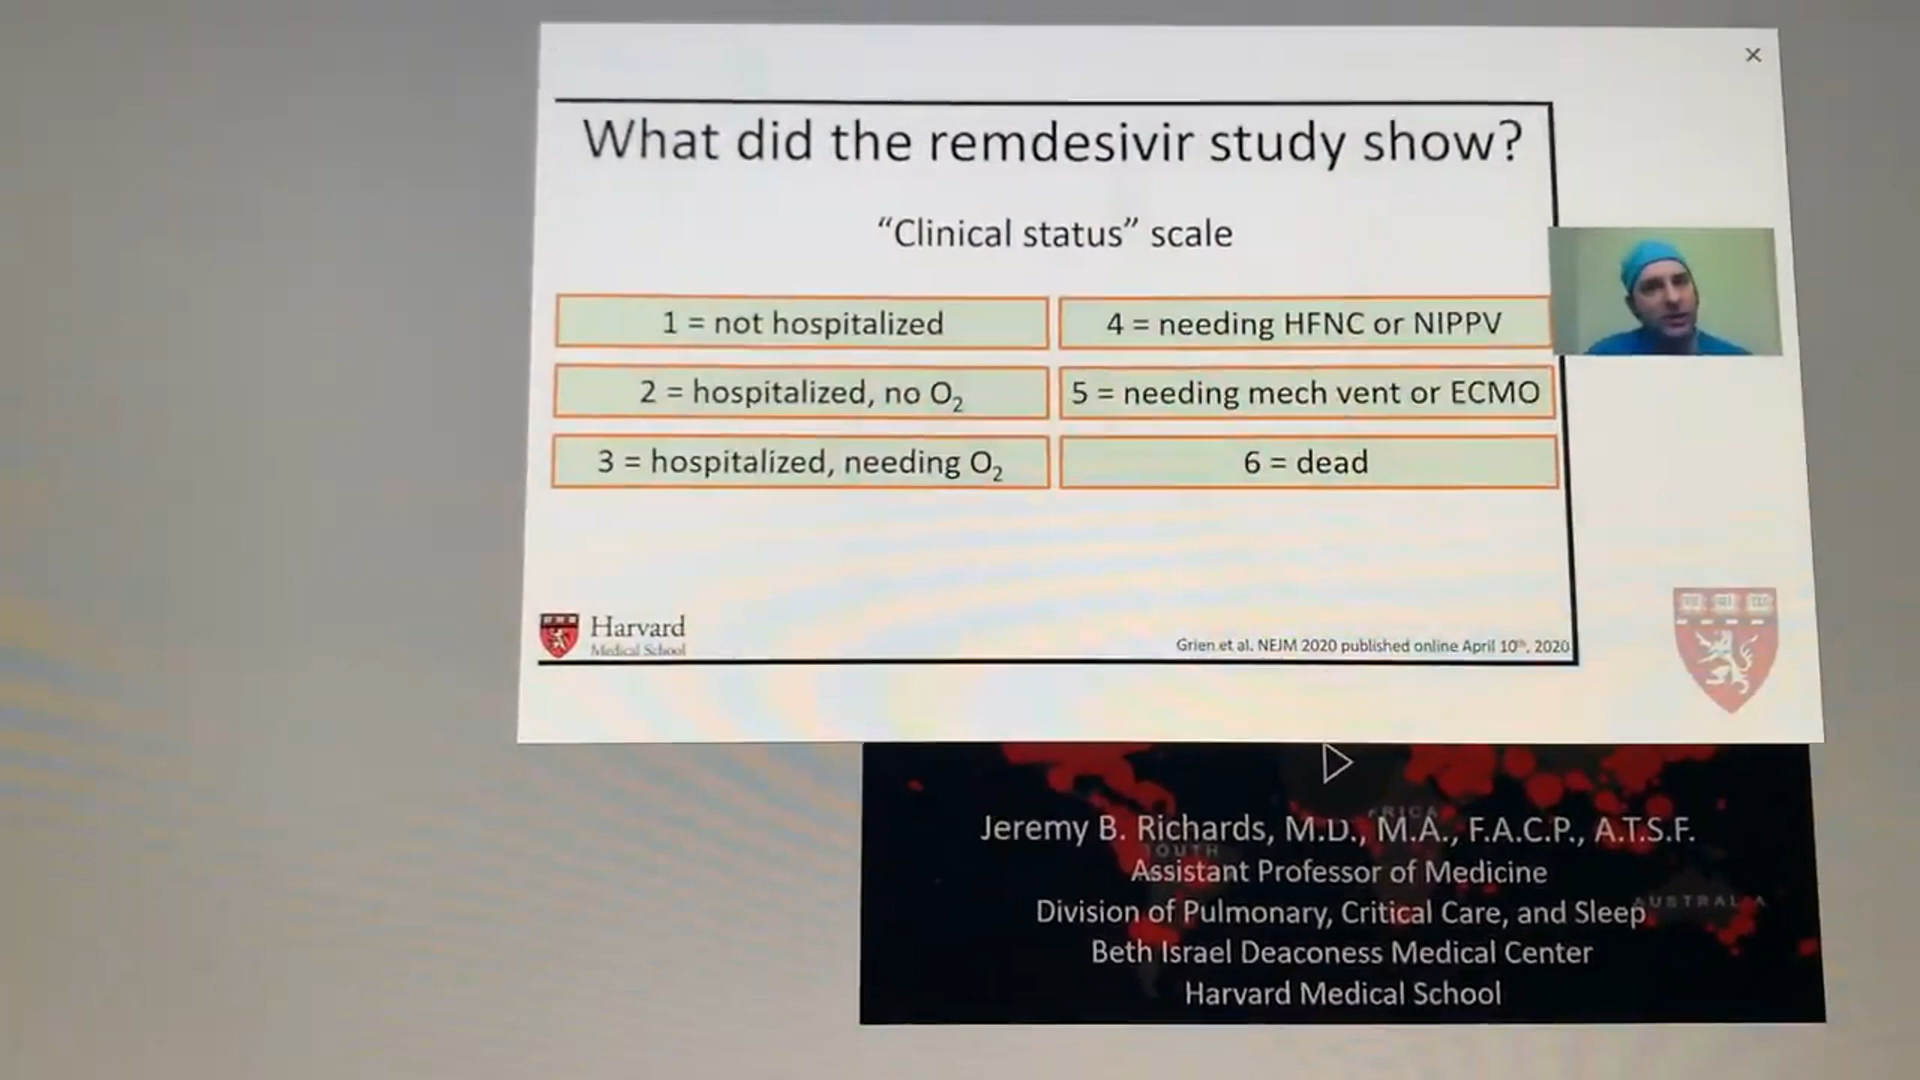 What did the remdesivir study show?
“Clinical status” scale
1 = not hospitalized
4 = needing HFNC or NIPPV
2 = hospitalized, no O₂
5 = needing mech vent or ECMO
3 = hospitalized, needing O₂
6 = dead
Harvard
Medical School
Grien et al. NEJM 2020 published online April 10th, 2020
Jeremy B. Richards, M.D., M.A., F.A.C.P., A.T.S.F.
Assistant Professor of Medicine
Division of Pulmonary, Critical Care, and Sleep
AUSTRALIA
Beth Israel Deaconess Medical Center
Harvard Medical School